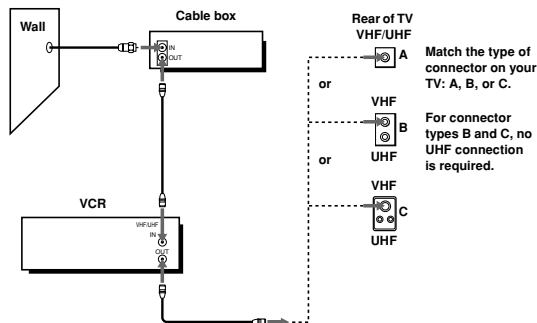 Wall
Cable box
IN
OUT
VCR
VHF/UHF
IN
OUT
Rear of TV
VHF/UHF
A
or
VHF
B
UHF
or
VHF
C
UHF
Match the type of
connector on your
TV: A, B, or C.
For connector
types B and C, no
UHF connection
is required.